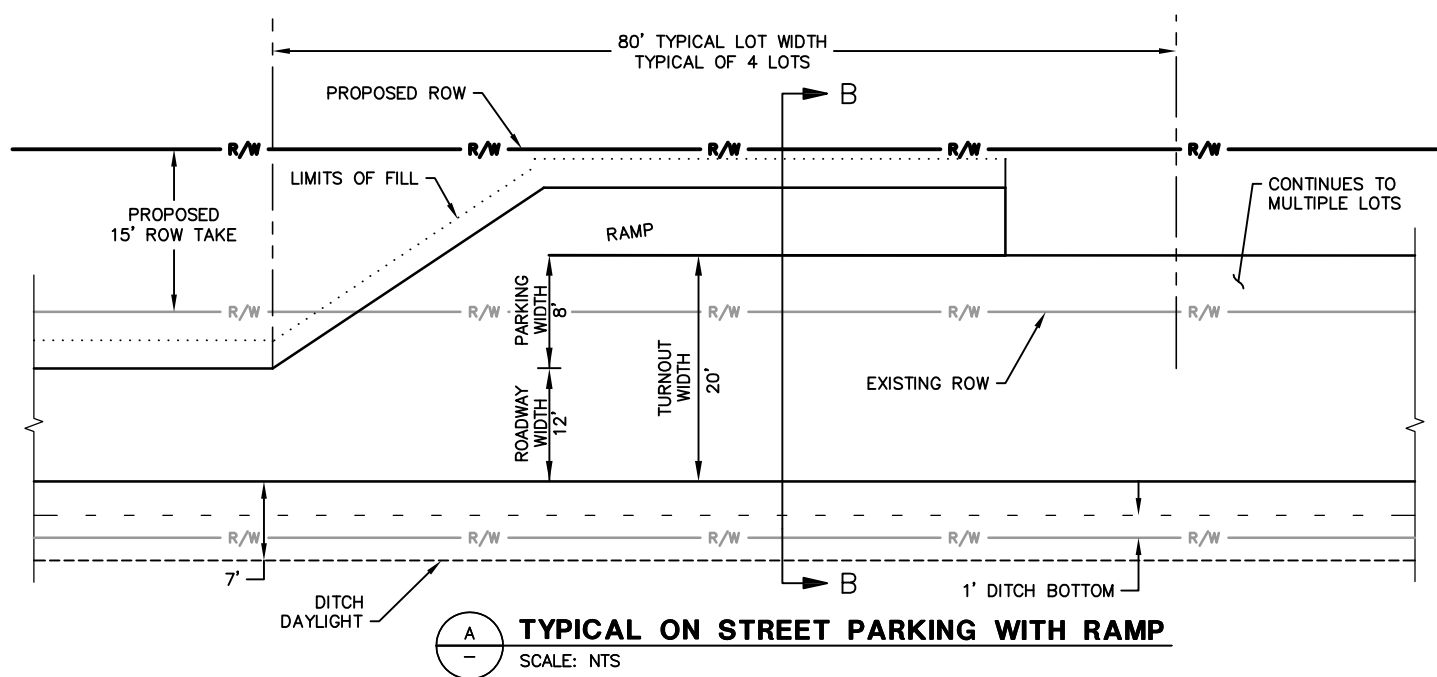 80' TYPICAL LOT WIDTH
TYPICAL OF 4 LOTS
PROPOSED ROW
B
R/W R/W R/W R/W R/W
LIMITS OF FILL
CONTINUES TO
MULTIPLE LOTS
PROPOSED
15' ROW TAKE
RAMP
PARKING
WIDTH
8'
R/W R/W R/W R/W R/W
TURNOUT
WIDTH
20'
EXISTING ROW
ROADWAY
WIDTH
12'
R/W R/W R/W R/W R/W
7'
B
1' DITCH BOTTOM
DITCH
DAYLIGHT
A
–
TYPICAL ON STREET PARKING WITH RAMP
SCALE: NTS